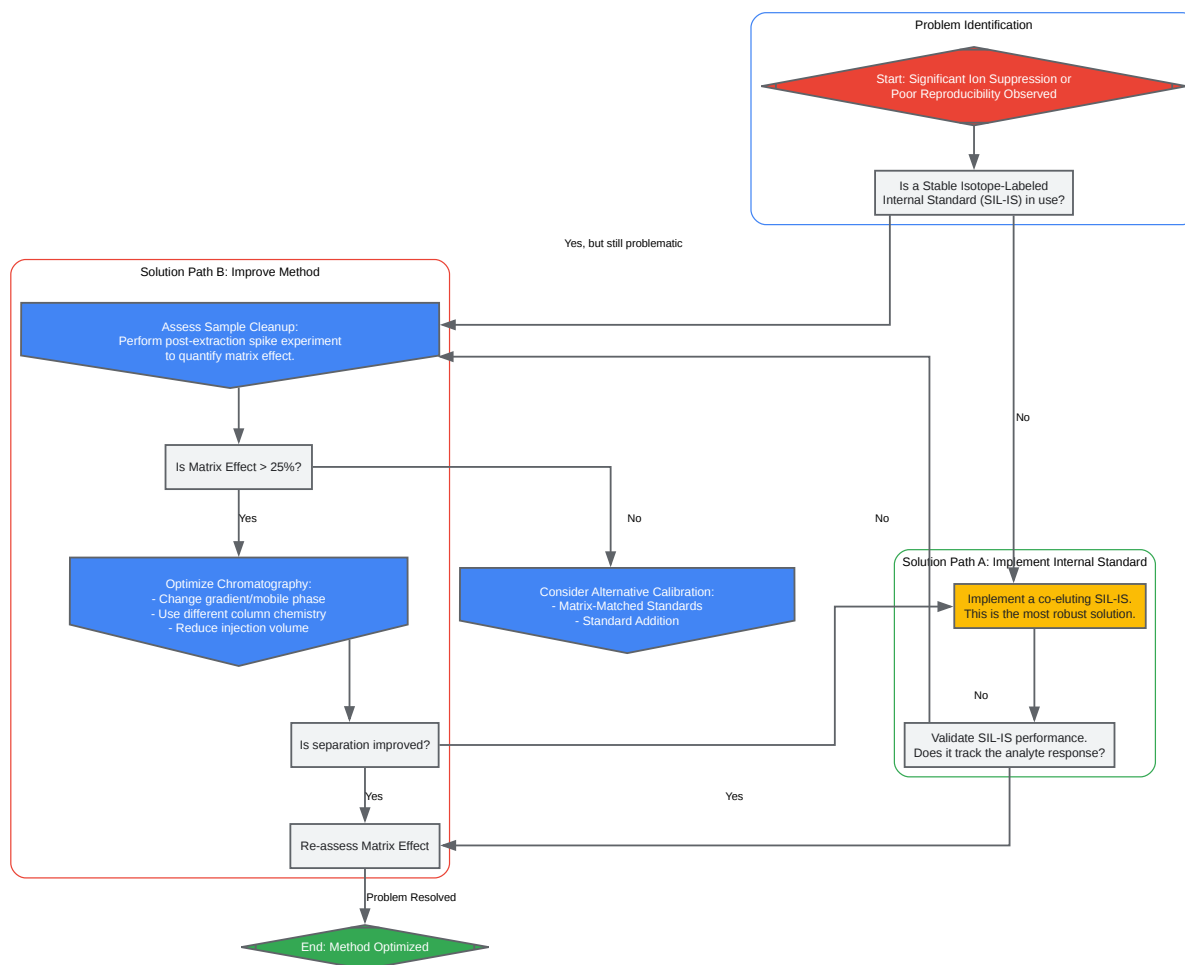 Problem Identification
Start: Significant Ion Suppression or
Poor Reproducibility Observed
Is a Stable Isotope-Labeled
Internal Standard (SIL-IS) in use?
Yes, but still problematic
Solution Path B: Improve Method
Assess Sample Cleanup:
Perform post-extraction spike experiment
to quantify matrix effect.
No
Is Matrix Effect > 25%?
Yes
No
No
Solution Path A: Implement Internal Standard
Optimize Chromatography:
- Change gradient/mobile phase
- Use different column chemistry
- Reduce injection volume
Consider Alternative Calibration:
- Matrix-Matched Standards
- Standard Addition
Implement a co-eluting SIL-IS.
This is the most robust solution.
No
Is separation improved?
Validate SIL-IS performance.
Does it track the analyte response?
Yes
Yes
Re-assess Matrix Effect
Problem Resolved
End: Method Optimized